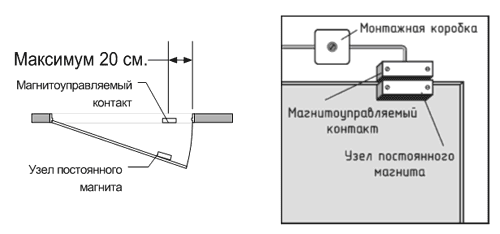 Максимум 20 см.
Магнитоуправляемый
контакт
Узел постоянного
магнита
Монтажная коробка
Магнитоуправляемый
контакт
Узел постоянного
магнита